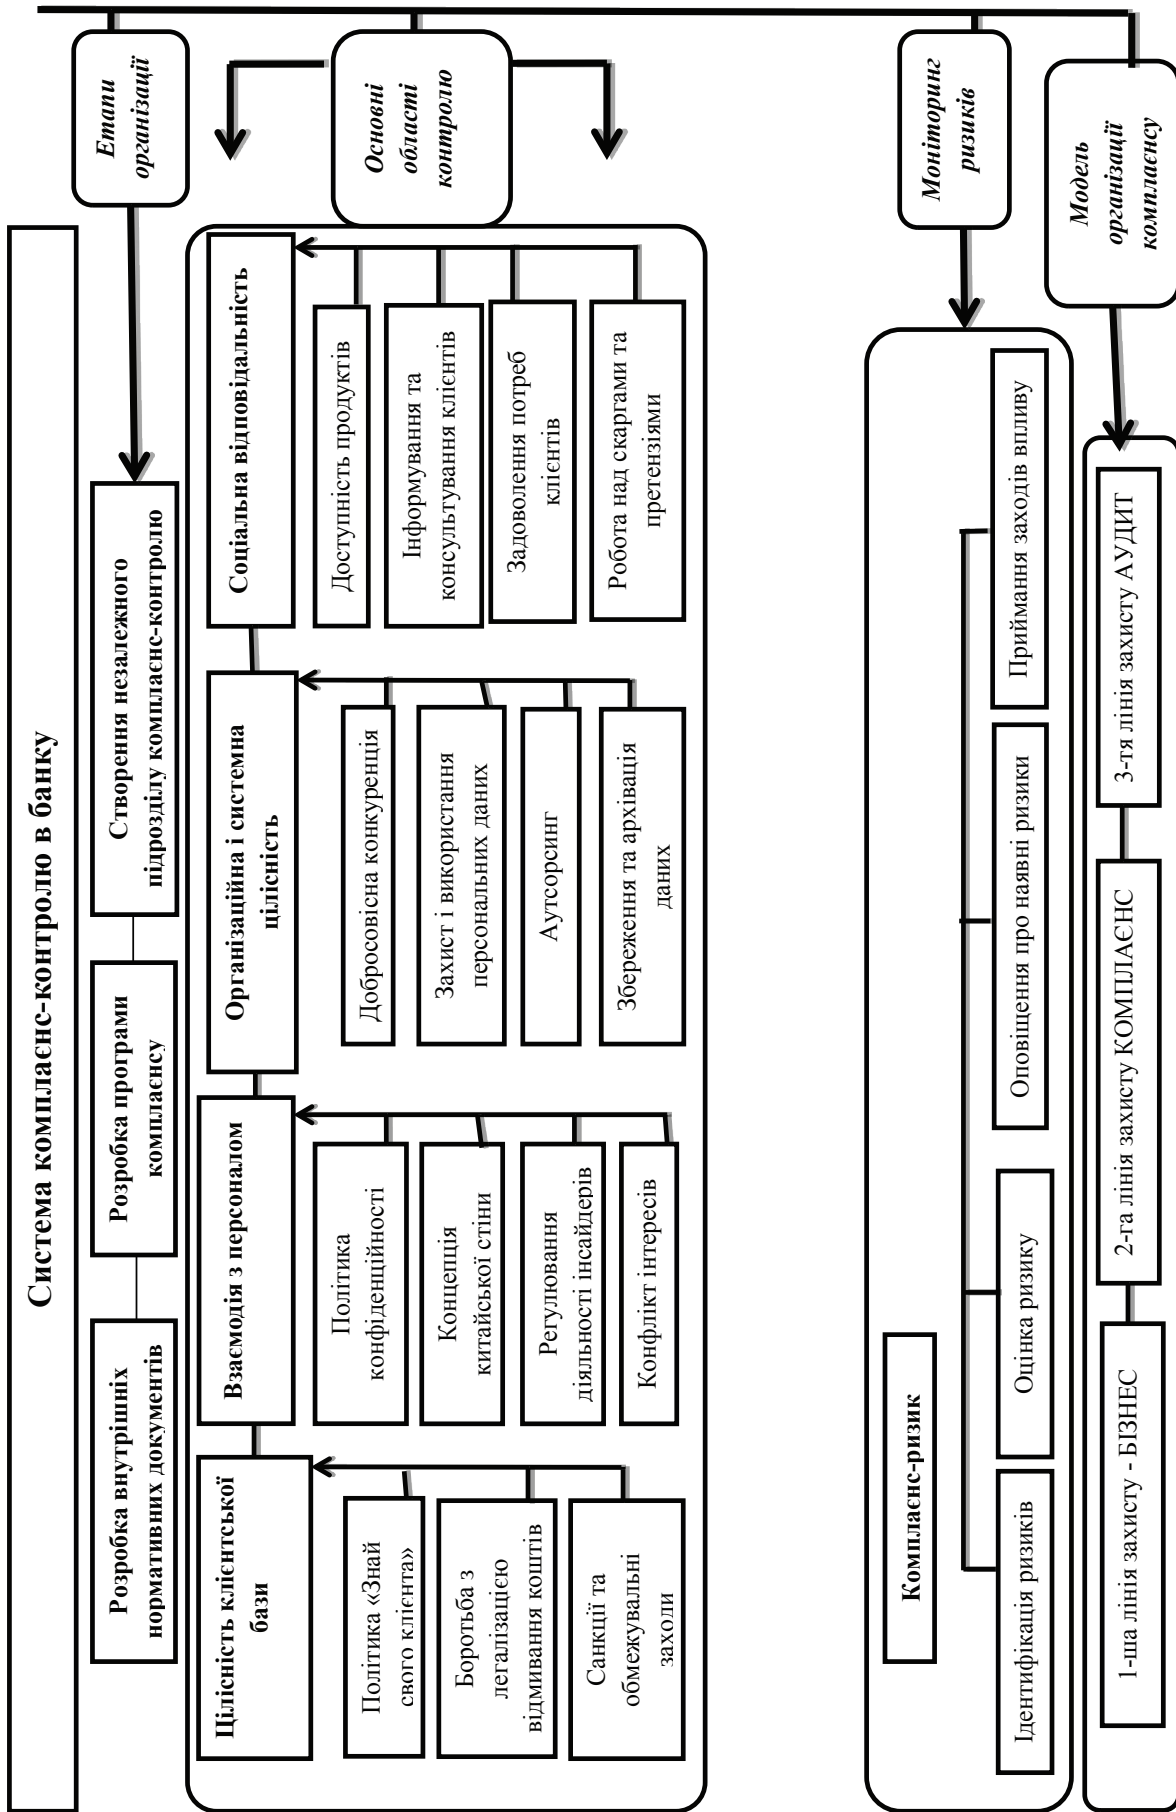 Система комплаєнс-контролю в банку
Розробка внутрішніх
нормативних документів
Розробка програми
комплаєнсу
Створення незалежного
підрозділу комплаєнс-контролю
Етапи
організації
Цілісність клієнтської
бази
Взаємодія з персоналом
Організаційна і системна
цілісність
Соціальна відповідальність
Основні
області
контролю
Політика «Знай
свого клієнта»
Боротьба з
легалізацією
відмивання коштів
Санкції та
обмежувальні
заходи
Політика
конфіденційності
Концепція
китайської стіни
Регулювання
діяльності інсайдерів
Конфлікт інтересів
Добросовісна конкуренція
Захист і використання
персональних даних
Аутсорсинг
Збереження та архівація
даних
Доступність продуктів
Інформування та
консультування клієнтів
Задоволення потреб
клієнтів
Робота над скаргами та
претензіями
Комплаєнс-ризик
Ідентифікація ризиків
Оцінка ризику
Оповіщення про наявні ризики
Приймання заходів впливу
Моніторинг
ризиків
1-ша лінія захисту - БІЗНЕС
2-га лінія захисту КОМПЛАЄНС
3-тя лінія захисту АУДИТ
Модель
організації
комплаєнсу